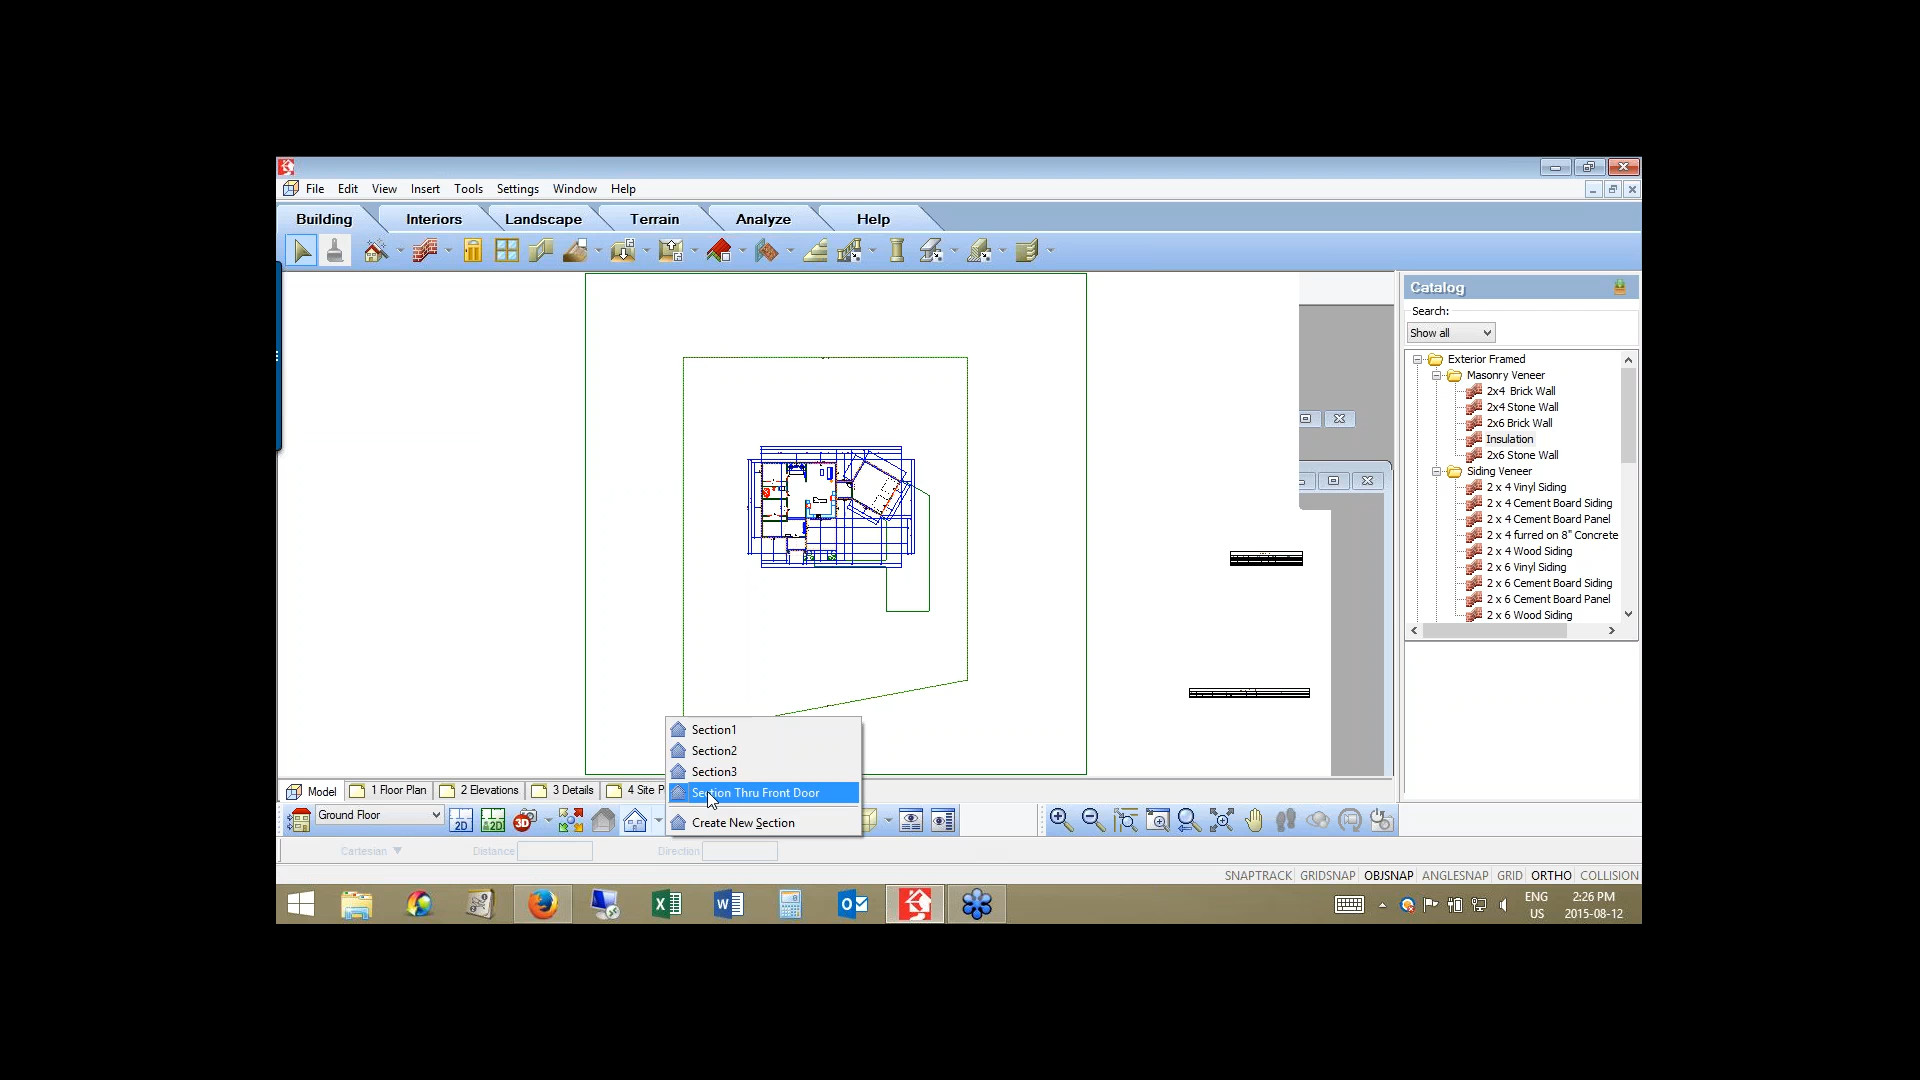 File Edit View Insert Tools Settings Window Help
Building Interiors Landscape Terrain Analyze Help
Catalog
Search:
Show all
Exterior Framed
Masonry Veneer
2x4 Brick Wall
2x4 Stone Wall
2x6 Brick Wall
Insulation
2x6 Stone Wall
Siding Veneer
2 x 4 Vinyl Siding
2 x 4 Cement Board Siding
2 x 4 Cement Board Panel
2 x 4 furred on 8" Concrete
2 x 4 Wood Siding
2 x 6 Vinyl Siding
2 x 6 Cement Board Siding
2 x 6 Cement Board Panel
2 x 6 Wood Siding
Section1
Section2
Section3
Section Thru Front Door
Create New Section
Model 1 Floor Plan 2 Elevations 3 Details 4 Site P
Ground Floor 2D 2D 3D
Cartesian Distance Direction
SNAPTRACK GRIDSNAP OBJSNAP ANGLESNAP GRID ORTHO COLLISION
ENG 2:26 PM
US 2015-08-12